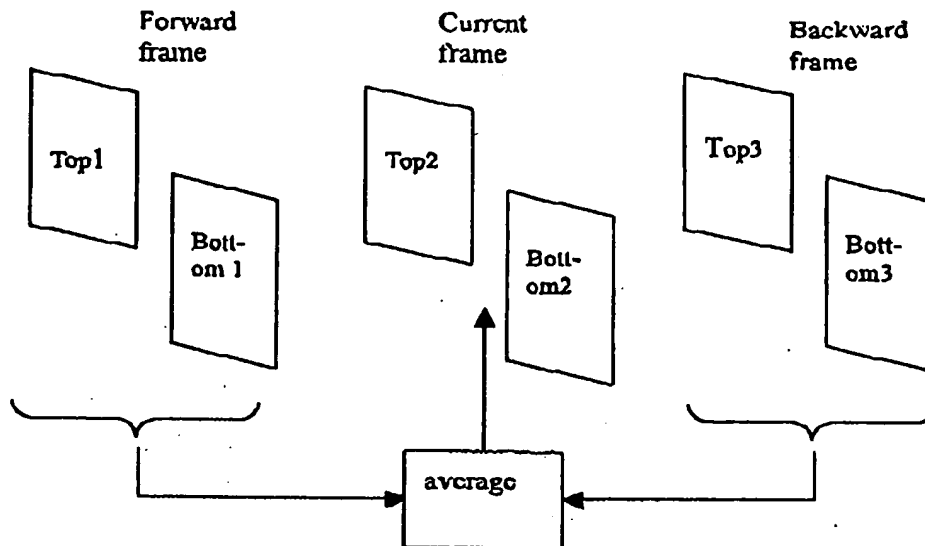 Forward
frame
Current
frame
Backward
frame
Top1
Top2
Top3
Bott-
om 1
Bott-
om2
Bott-
om3
average